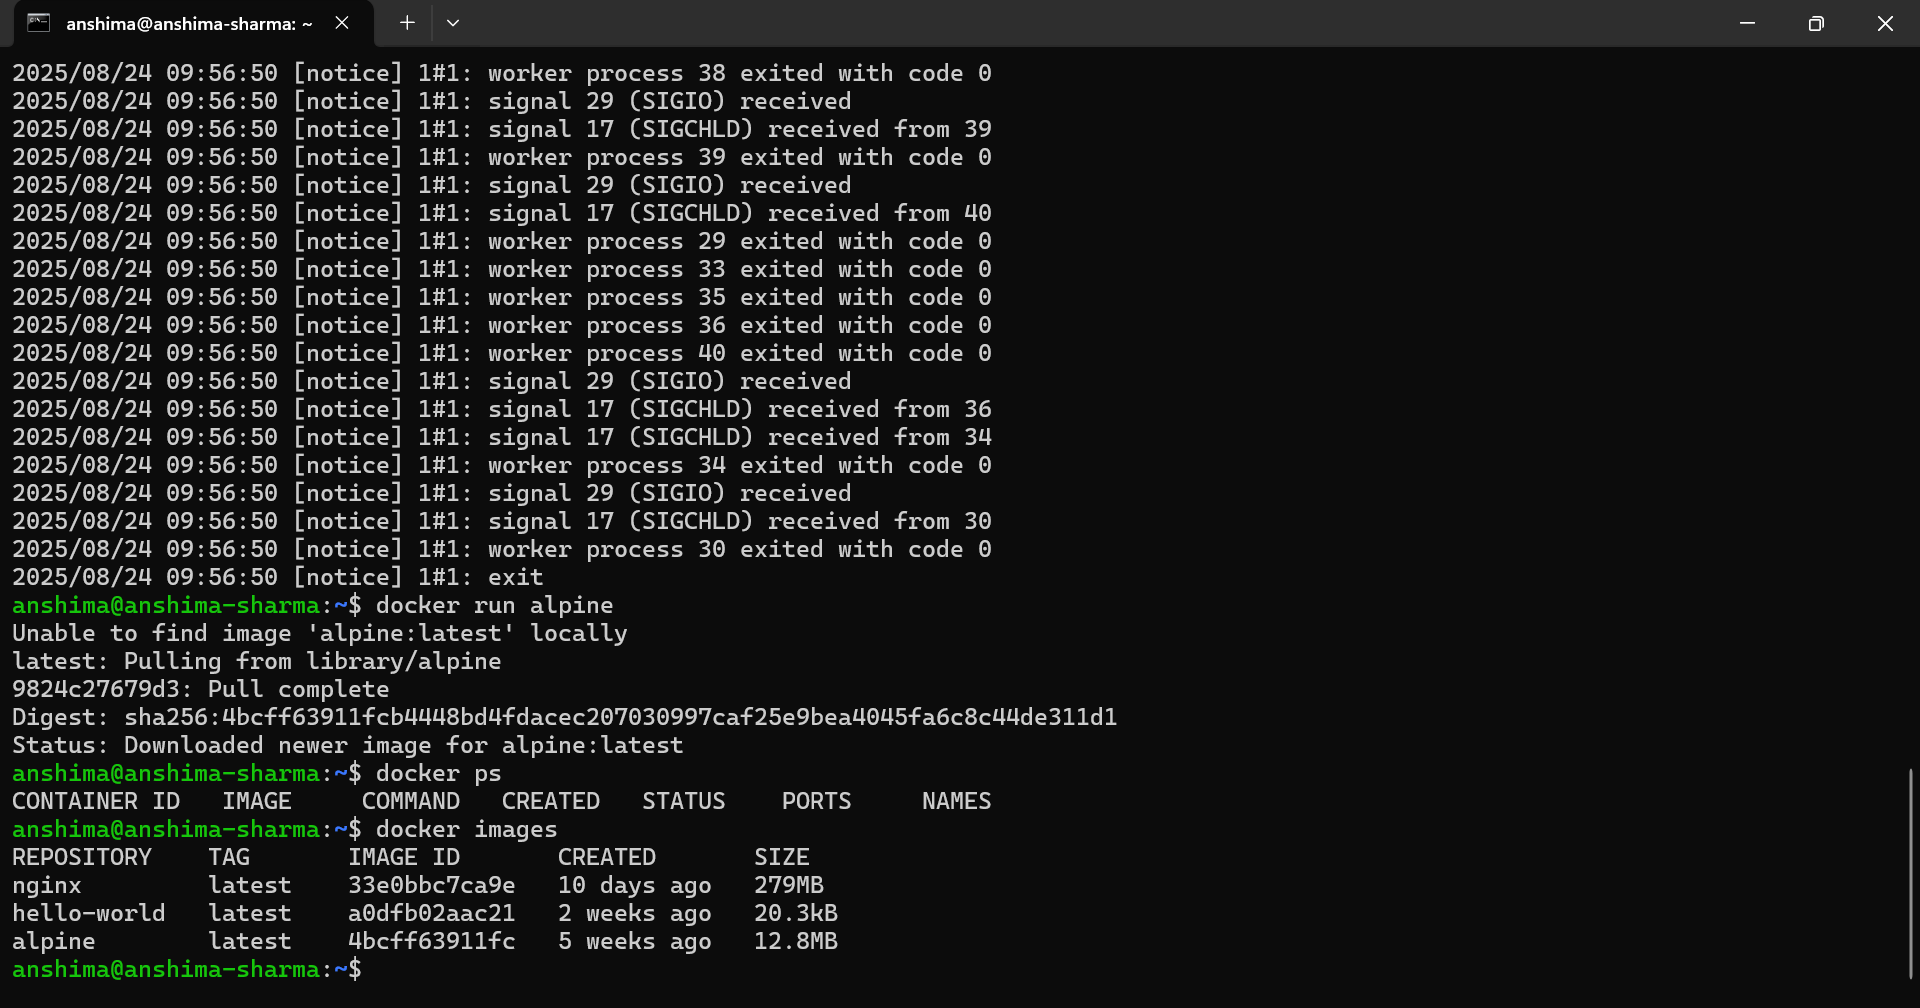 anshima@anshima-sharma: ~
2025/08/24 09:56:50 [notice] 1#1: worker process 38 exited with code 0
2025/08/24 09:56:50 [notice] 1#1: signal 29 (SIGIO) received
2025/08/24 09:56:50 [notice] 1#1: signal 17 (SIGCHLD) received from 39
2025/08/24 09:56:50 [notice] 1#1: worker process 39 exited with code 0
2025/08/24 09:56:50 [notice] 1#1: signal 29 (SIGIO) received
2025/08/24 09:56:50 [notice] 1#1: signal 17 (SIGCHLD) received from 40
2025/08/24 09:56:50 [notice] 1#1: worker process 29 exited with code 0
2025/08/24 09:56:50 [notice] 1#1: worker process 33 exited with code 0
2025/08/24 09:56:50 [notice] 1#1: worker process 35 exited with code 0
2025/08/24 09:56:50 [notice] 1#1: worker process 36 exited with code 0
2025/08/24 09:56:50 [notice] 1#1: worker process 40 exited with code 0
2025/08/24 09:56:50 [notice] 1#1: signal 29 (SIGIO) received
2025/08/24 09:56:50 [notice] 1#1: signal 17 (SIGCHLD) received from 36
2025/08/24 09:56:50 [notice] 1#1: signal 17 (SIGCHLD) received from 34
2025/08/24 09:56:50 [notice] 1#1: worker process 34 exited with code 0
2025/08/24 09:56:50 [notice] 1#1: signal 29 (SIGIO) received
2025/08/24 09:56:50 [notice] 1#1: signal 17 (SIGCHLD) received from 30
2025/08/24 09:56:50 [notice] 1#1: worker process 30 exited with code 0
2025/08/24 09:56:50 [notice] 1#1: exit
anshima@anshima-sharma:~$ docker run alpine
Unable to find image 'alpine:latest' locally
latest: Pulling from library/alpine
9824c27679d3: Pull complete
Digest: sha256:4bcff63911fcb4448bd4fdacec207030997caf25e9bea4045fa6c8c44de311d1
Status: Downloaded newer image for alpine:latest
anshima@anshima-sharma:~$ docker ps
CONTAINER ID   IMAGE     COMMAND   CREATED   STATUS    PORTS     NAMES
anshima@anshima-sharma:~$ docker images
REPOSITORY    TAG       IMAGE ID       CREATED       SIZE
nginx         latest    33e0bbc7ca9e   10 days ago   279MB
hello-world   latest    a0dfb02aac21   2 weeks ago   20.3kB
alpine        latest    4bcff63911fc   5 weeks ago   12.8MB
anshima@anshima-sharma:~$